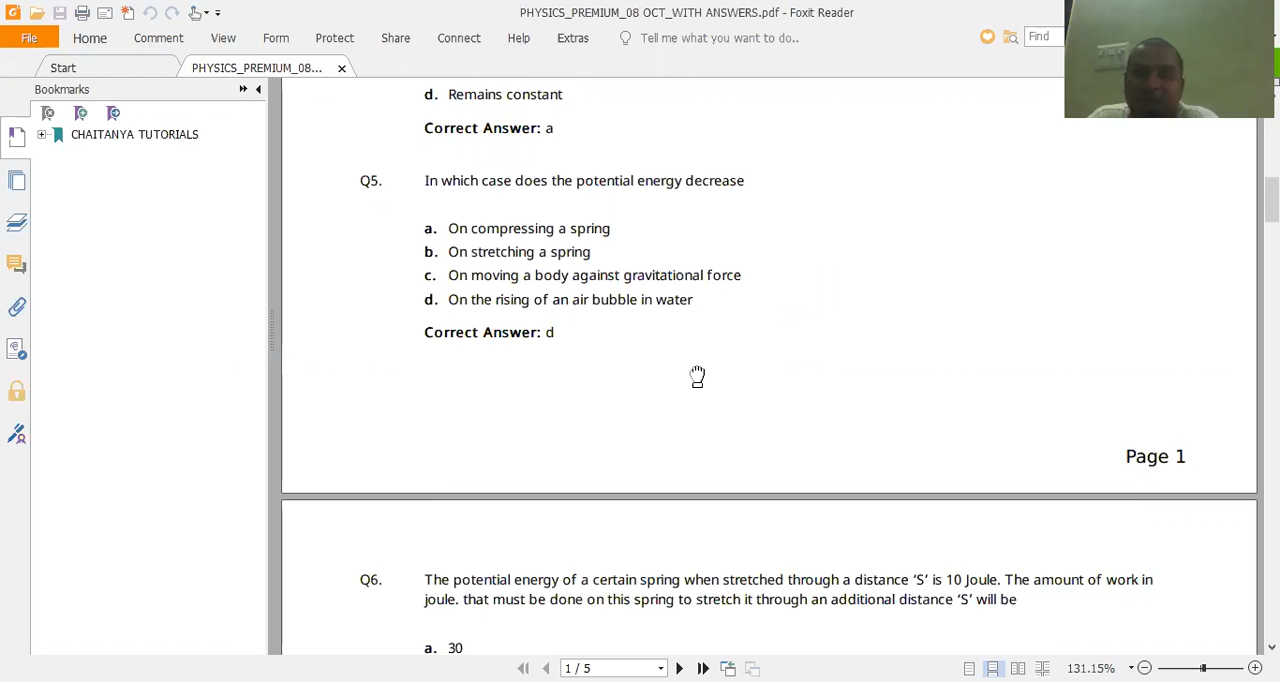 PHYSICS_PREMIUM_08 OCT_WITH ANSWERS.pdf - Foxit Reader
File Home Comment View Form Protect Share Connect Help Extras Tell me what you want to do.. Find
Start PHYSICS_PREMIUM_08...
Bookmarks
CHAITANYA TUTORIALS
d. Remains constant
Correct Answer: a
Q5. In which case does the potential energy decrease
a. On compressing a spring
b. On stretching a spring
c. On moving a body against gravitational force
d. On the rising of an air bubble in water
Correct Answer: d
Page 1
Q6. The potential energy of a certain spring when stretched through a distance ‘S’ is 10 Joule. The amount of work in
joule. that must be done on this spring to stretch it through an additional distance ‘S’ will be
a. 30
1 / 5 131.15%